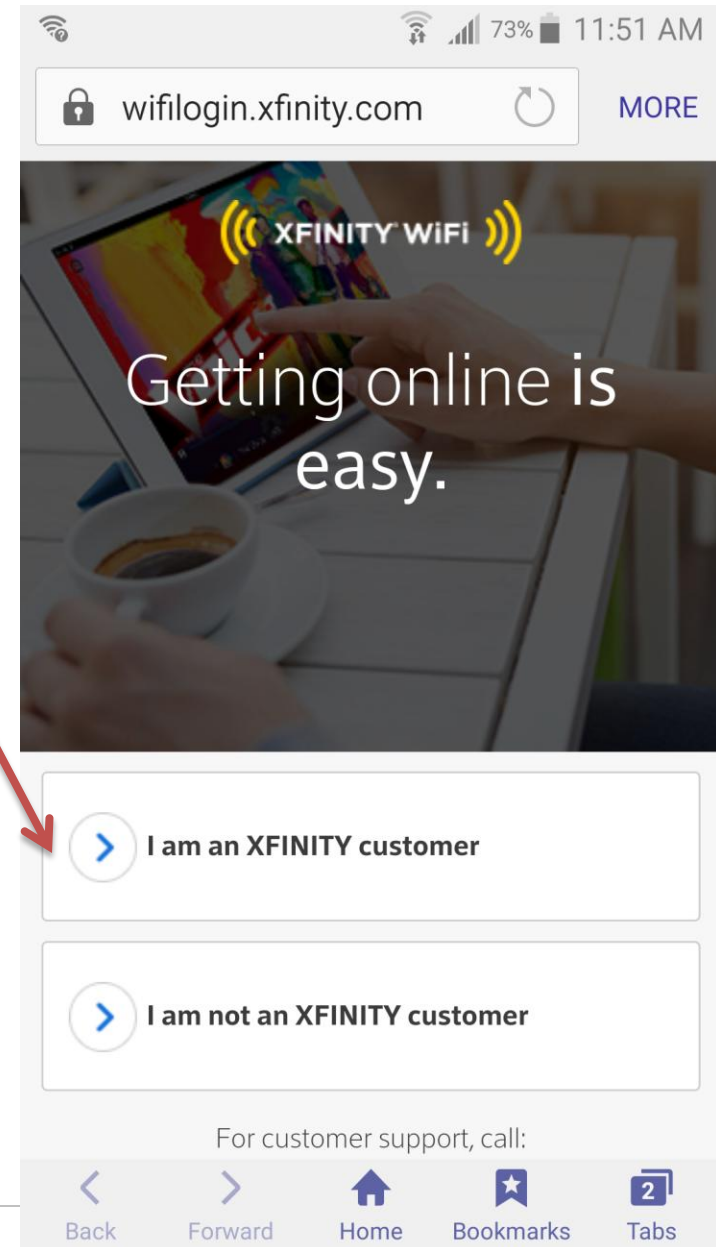 73% 11:51 AM
wifilogin.xfinity.com MORE
XFINITY WiFi
Getting online is
easy.
I am an XFINITY customer
I am not an XFINITY customer
For customer support, call:
Back Forward Home Bookmarks 2 Tabs